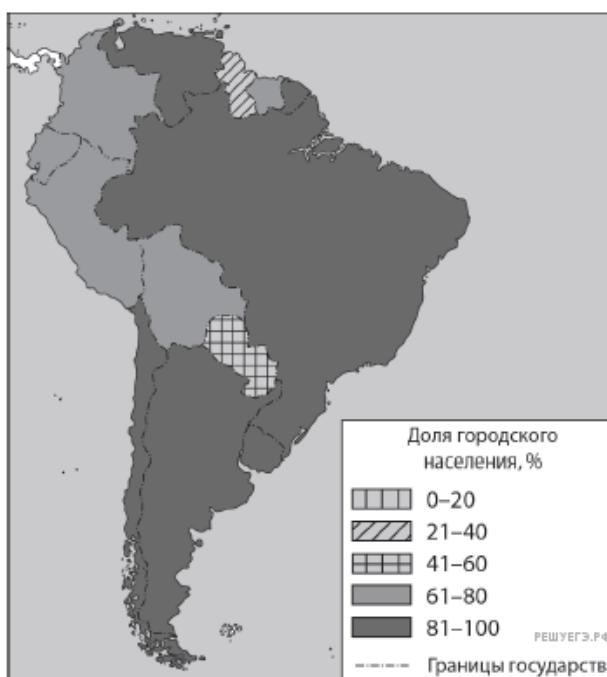 Доля городского
населения, %
0–20
21–40
41–60
61–80
81–100
РЕШУЕГЭ.РФ
Границы государств